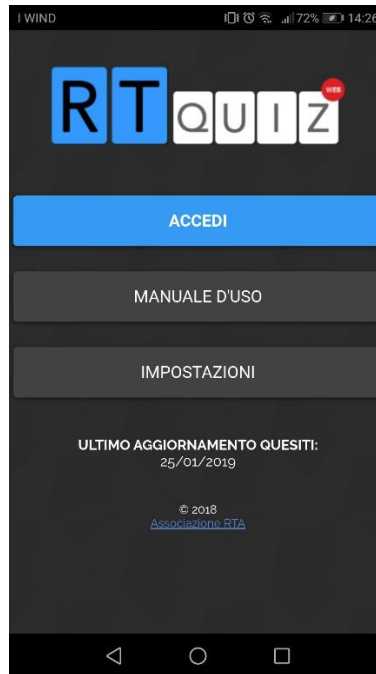 I WIND 72% 14:26
RT QUIZ WEB
ACCEDI
MANUALE D'USO
IMPOSTAZIONI
ULTIMO AGGIORNAMENTO QUESITI:
25/01/2019
© 2018
Associazione RTA